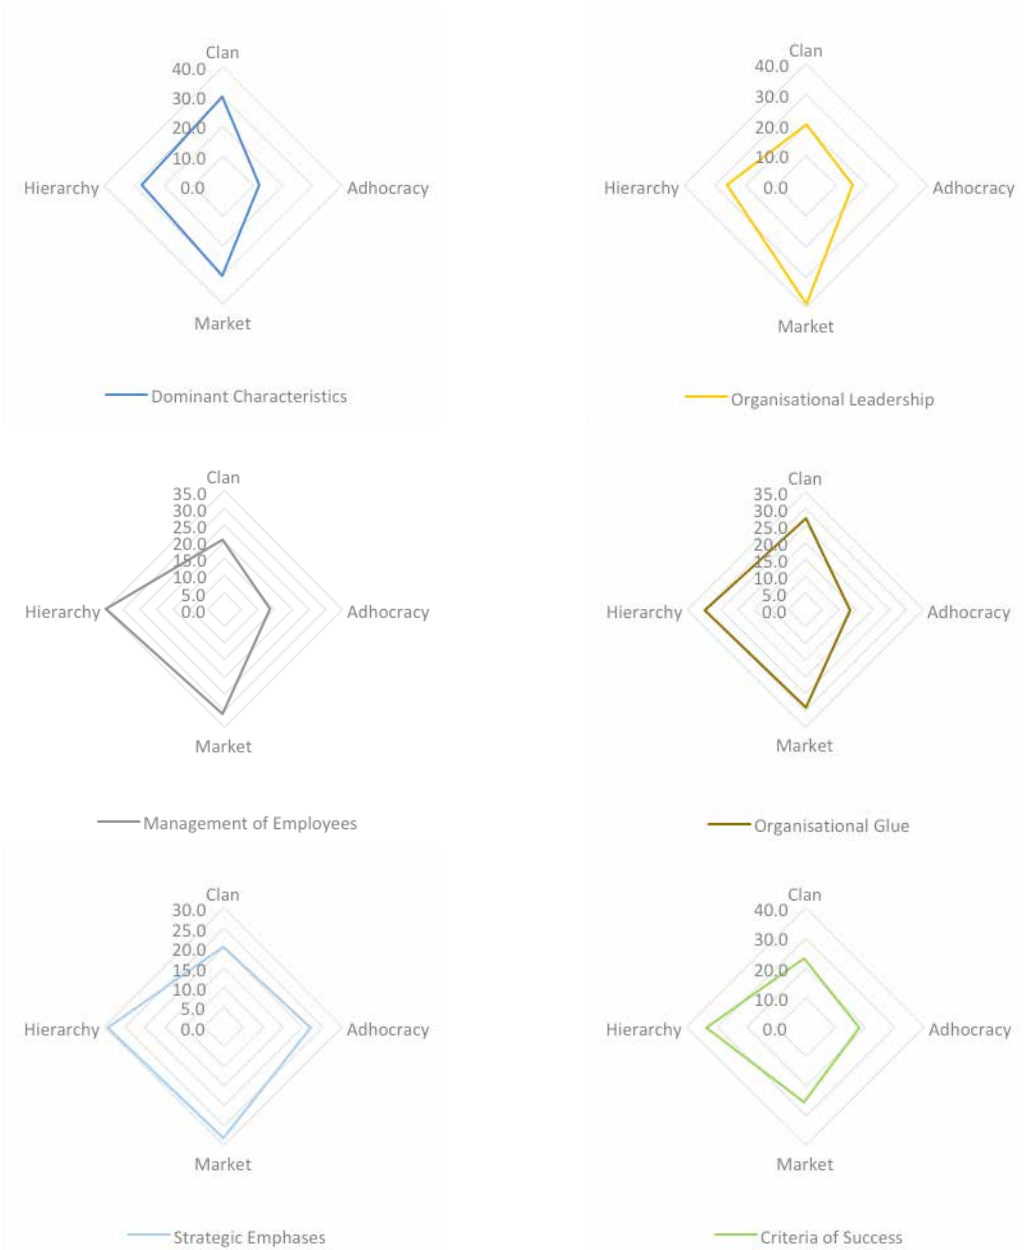 Clan
40.0
30.0
20.0
10.0
Hierarchy 0.0 Adhocracy
Market
Dominant Characteristics
Clan
40.0
30.0
20.0
10.0
Hierarchy 0.0 Adhocracy
Market
Organisational Leadership
Clan
35.0
30.0
25.0
20.0
15.0
10.0
5.0
Hierarchy 0.0 Adhocracy
Market
Management of Employees
Clan
35.0
30.0
25.0
20.0
15.0
10.0
5.0
Hierarchy 0.0 Adhocracy
Market
Organisational Glue
Clan
30.0
25.0
20.0
15.0
10.0
5.0
Hierarchy 0.0 Adhocracy
Market
Strategic Emphases
Clan
40.0
30.0
20.0
10.0
Hierarchy 0.0 Adhocracy
Market
Criteria of Success